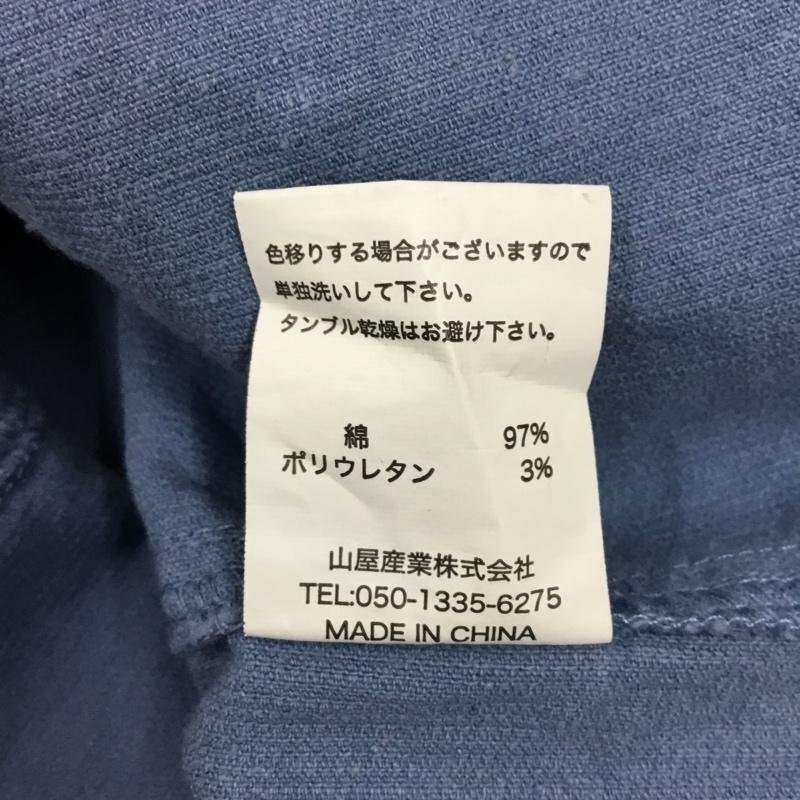 色移りする場合がございますので
単独洗いして下さい。
タンブル乾燥はお避け下さい。
綿 97%
ポリウレタン 3%
山屋産業株式会社
TEL:050-1335-6275
MADE IN CHINA